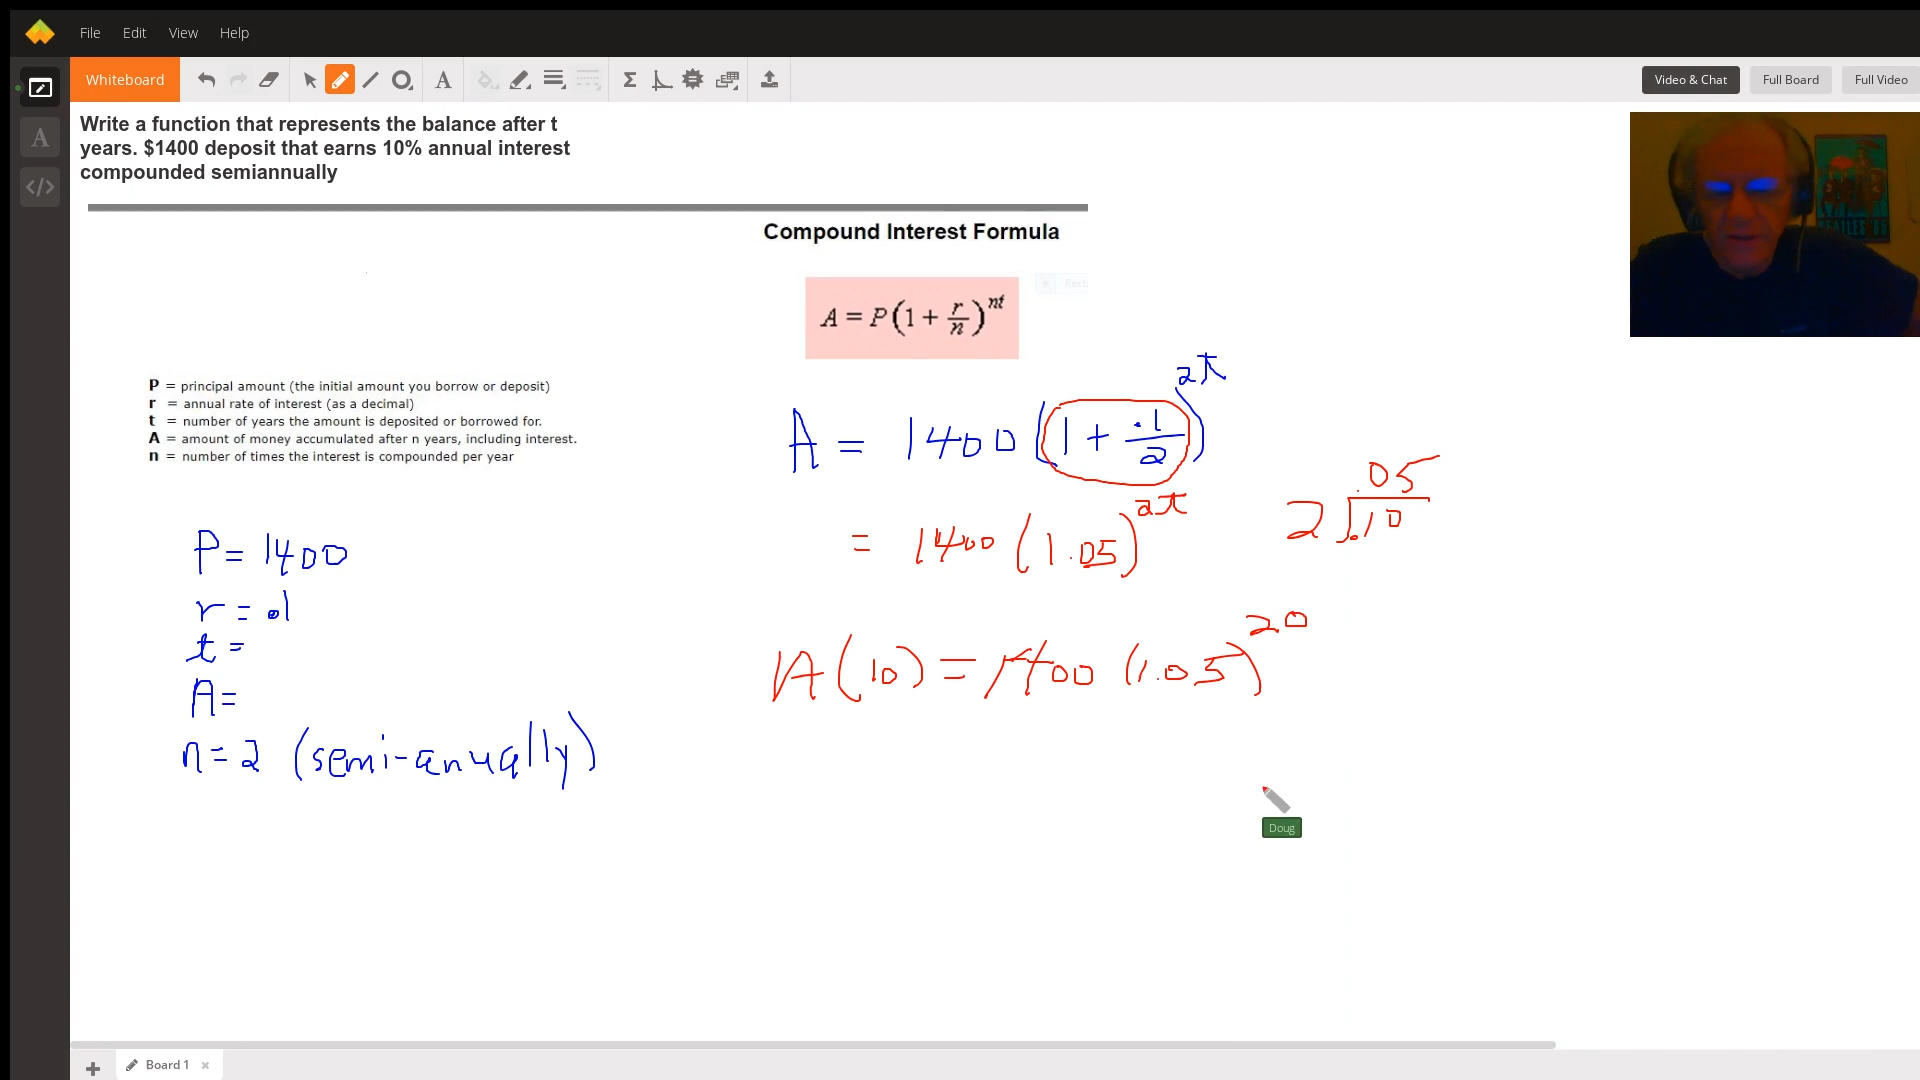 File Edit View Help
Whiteboard
Video & Chat Full Board Full Video
Write a function that represents the balance after t
years. $1400 deposit that earns 10% annual interest
compounded semiannually
Compound Interest Formula
A = P(1 + r/n)^nt
P = principal amount (the initial amount you borrow or deposit)
r = annual rate of interest (as a decimal)
t = number of years the amount is deposited or borrowed for.
A = amount of money accumulated after n years, including interest.
n = number of times the interest is compounded per year
P = 1400
r = .1
t =
A =
n = 2 (semi-anually)
A = 1400 (1 + .1/2)^2t
= 1400 (1.05)^2t
.05
2 .10
A(10) = 1400 (1.05)^20
Doug
BEATLES '65
Board 1